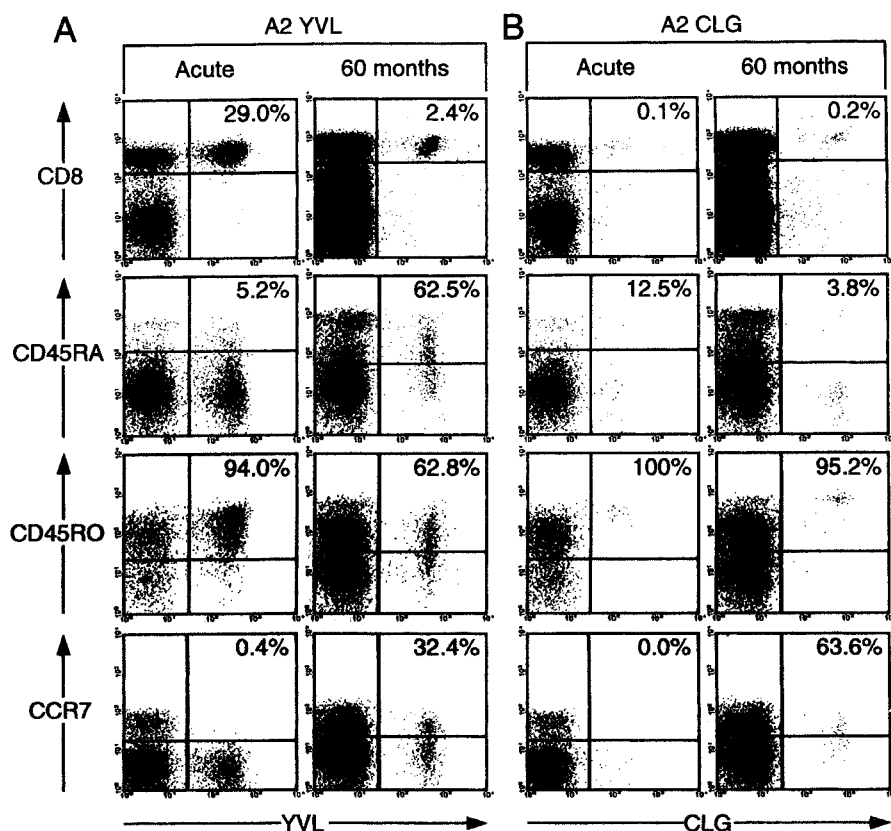 A
B
A2 YVL
A2 CLG
Acute
60 months
Acute
60 months
CD8
29.0%
2.4%
0.1%
0.2%
CD45RA
5.2%
62.5%
12.5%
3.8%
CD45RO
94.0%
62.8%
100%
95.2%
CCR7
0.4%
32.4%
0.0%
63.6%
YVL
CLG